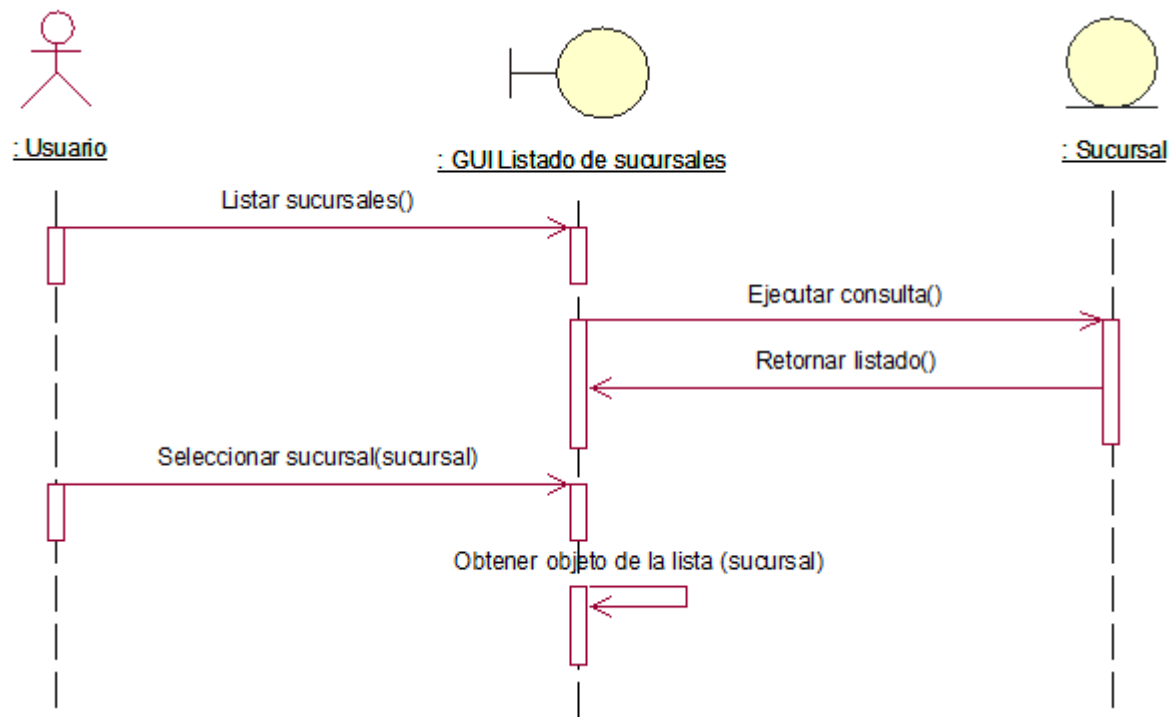 : Usuario
: GUI Listado de sucursales
: Sucursal
Listar sucursales()
Ejecutar consulta()
Retornar listado()
Seleccionar sucursal(sucursal)
Obtener objeto de la lista (sucursal)